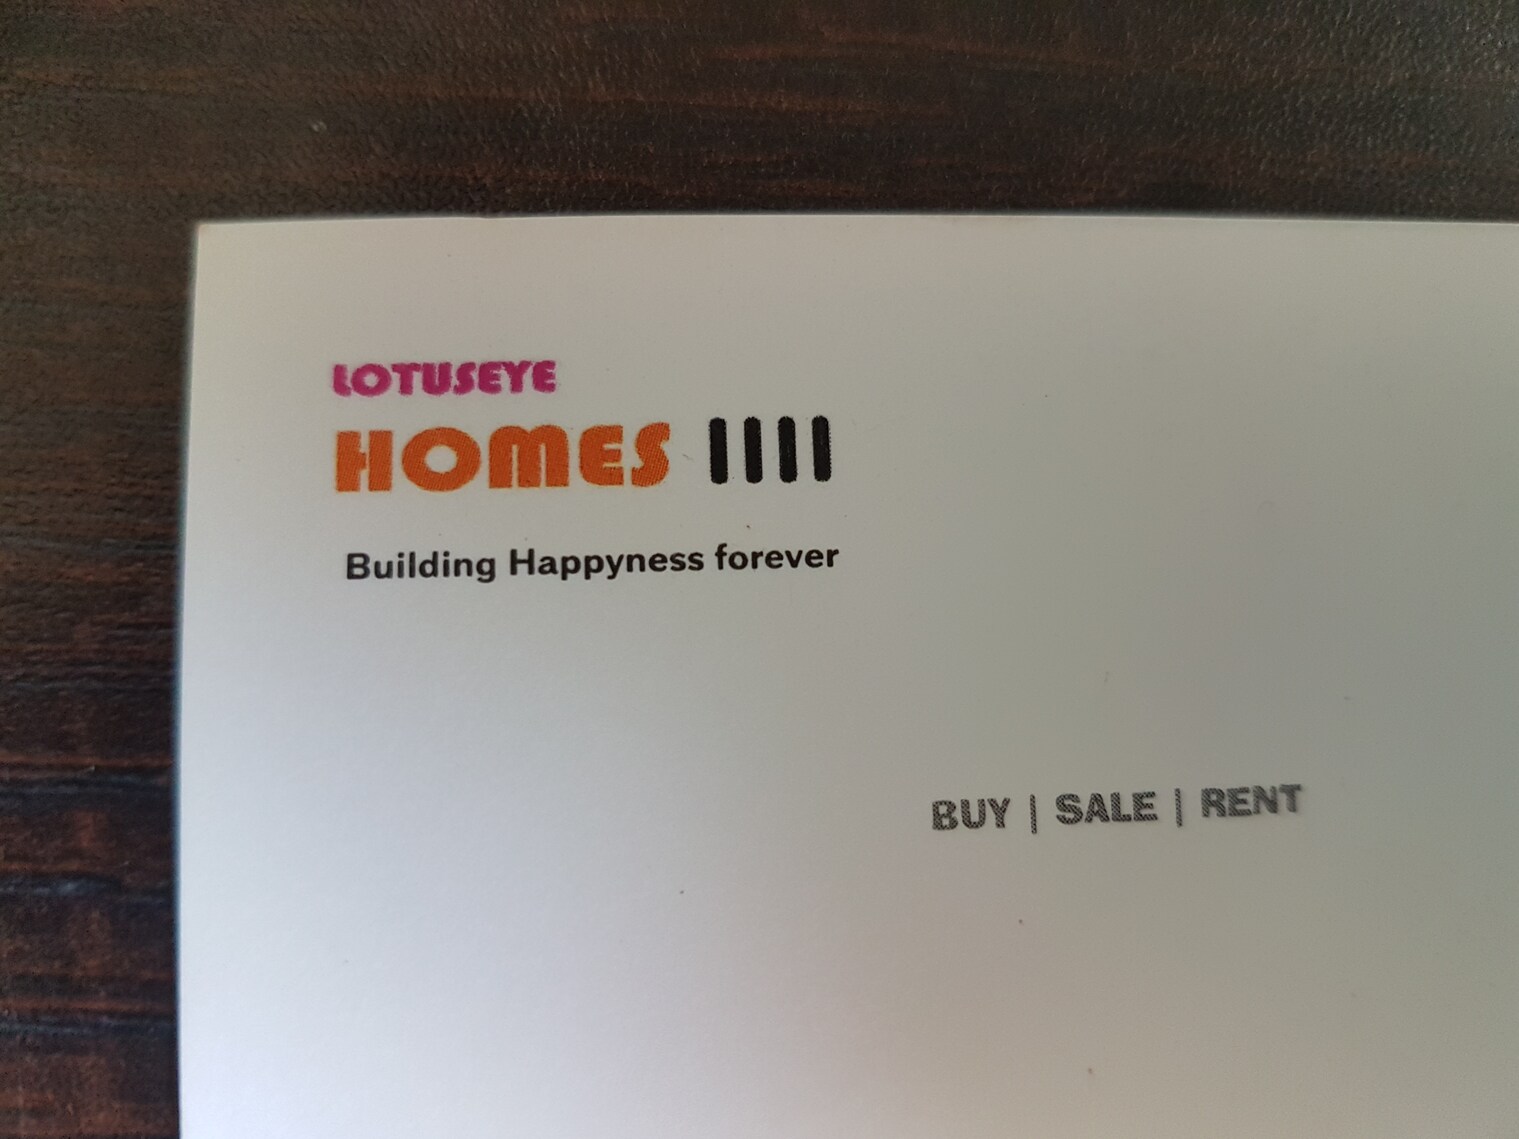 LOTUSEYE
HOMES
Building Happyness forever
BUY | SALE | RENT